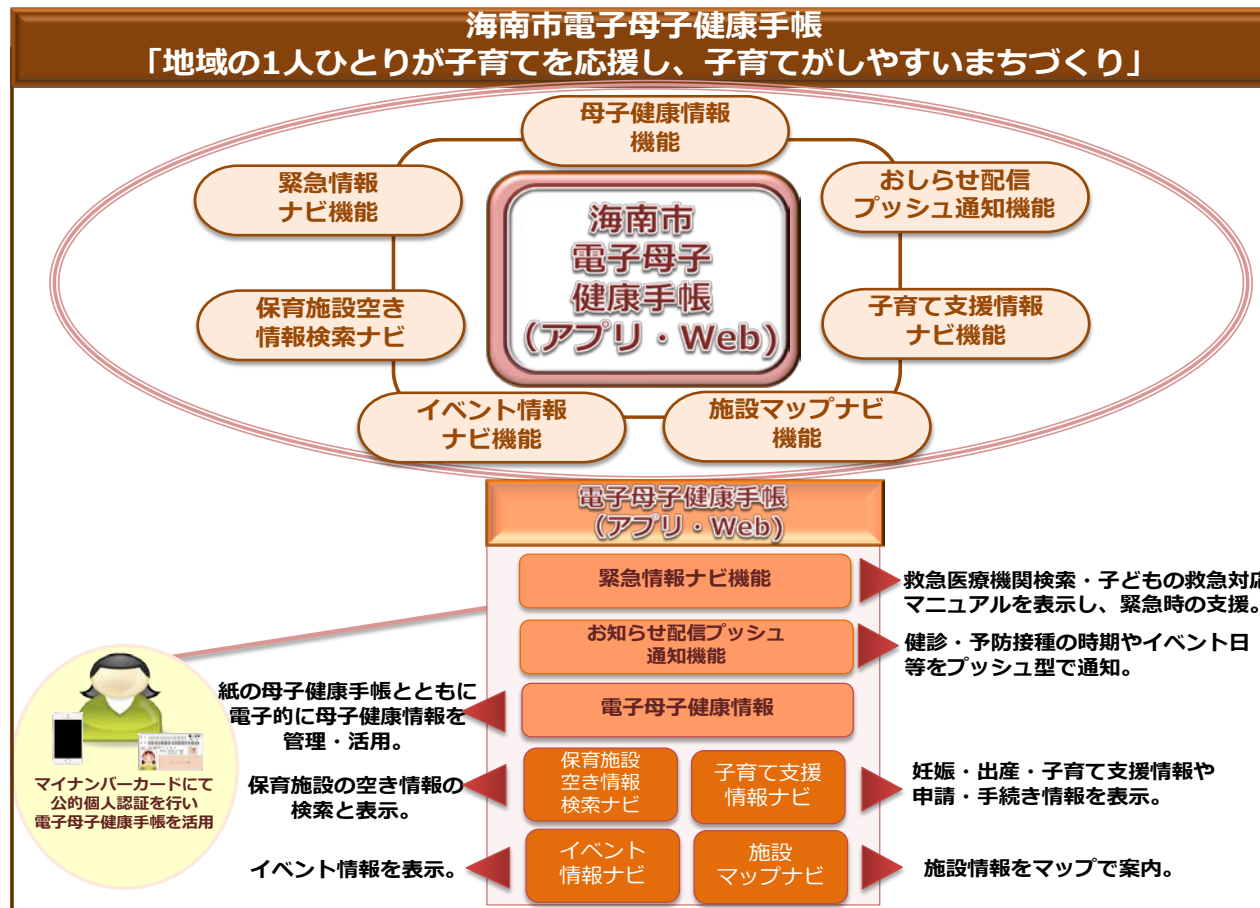 海南市電子母子健康手帳
「地域の1人ひとりが子育てを応援し、子育てがしやすいまちづくり」
母子健康情報
機能
緊急情報
ナビ機能
おしらせ配信
プッシュ通知機能
海南市
電子母子
健康手帳
（アプリ・Web）
保育施設空き
情報検索ナビ
子育て支援情報
ナビ機能
イベント情報
ナビ機能
施設マップナビ
機能
電子母子健康手帳
（アプリ・Web）
緊急情報ナビ機能
救急医療機関検索・子どもの救急対応
マニュアルを表示し、緊急時の支援。
お知らせ配信プッシュ
通知機能
健診・予防接種の時期やイベント日
等をプッシュ型で通知。
紙の母子健康手帳とともに
電子的に母子健康情報を
管理・活用。
電子母子健康情報
マイナンバーカードにて
公的個人認証を行い
電子母子健康手帳を活用
保育施設の空き情報の
検索と表示。
保育施設
空き情報
検索ナビ
子育て支援
情報ナビ
妊娠・出産・子育て支援情報や
申請・手続き情報を表示。
イベント情報を表示。
イベント
情報ナビ
施設
マップナビ
施設情報をマップで案内。